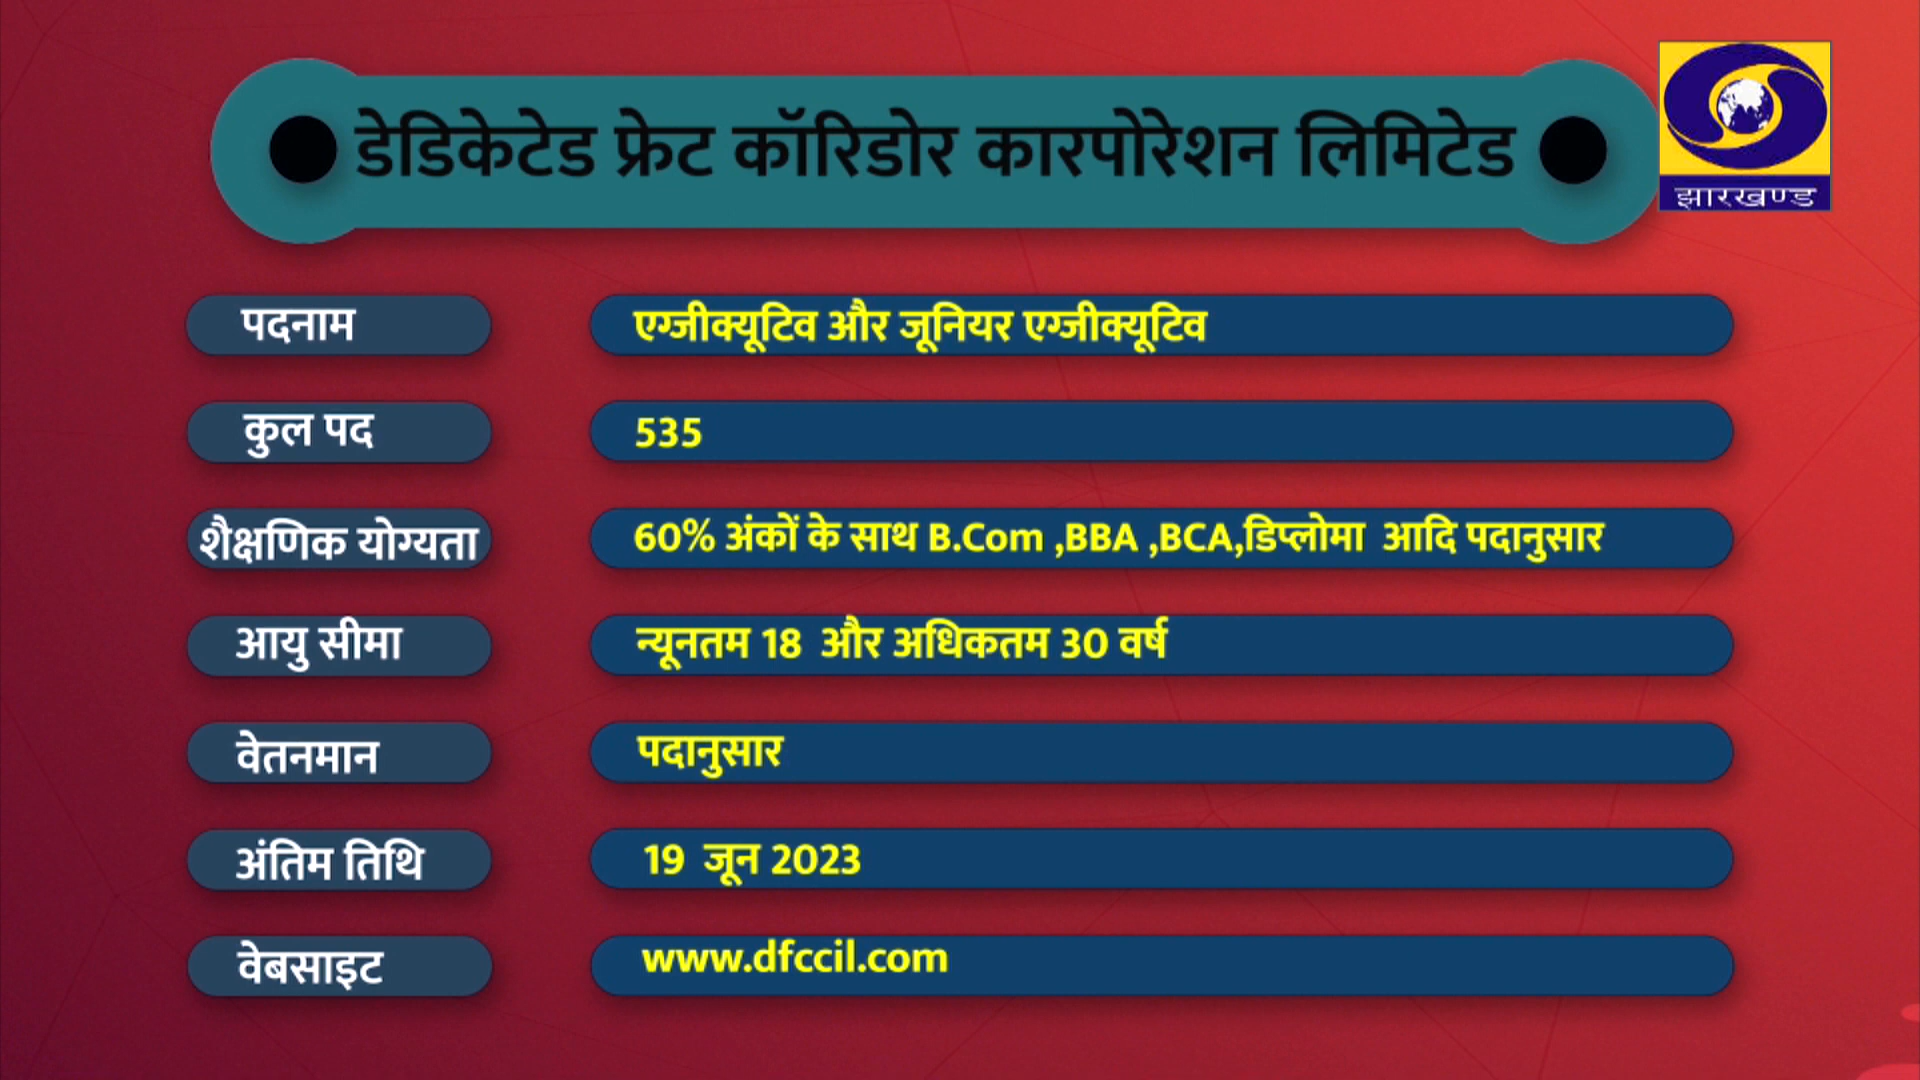 डेडिकेटेड फ्रेट कॉरिडोर कारपोरेशन लिमिटेड
झारखण्ड
पदनाम एग्जीक्यूटिव और जूनियर एग्जीक्यूटिव
कुल पद 535
शैक्षणिक योग्यता 60% अंकों के साथ B.Com ,BBA ,BCA,डिप्लोमा आदि पदानुसार
आयु सीमा न्यूनतम 18 और अधिकतम 30 वर्ष
वेतनमान पदानुसार
अंतिम तिथि 19 जून 2023
वेबसाइट www.dfccil.com